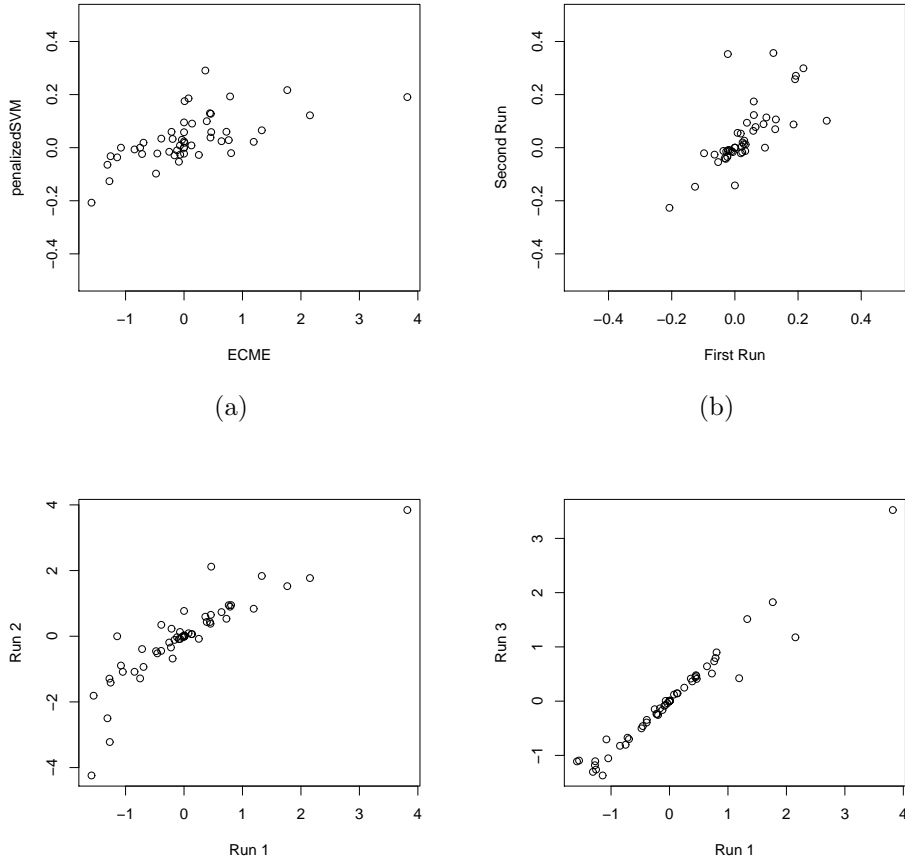 penalizedSVM
0.4
0.2
0.0
−0.2
−0.4
−1 0 1 2 3 4
ECME
(a)
Second Run
0.4
0.2
0.0
−0.2
−0.4
−0.4 −0.2 0.0 0.2 0.4
First Run
(b)
Run 2
4
2
0
−2
−4
−1 0 1 2 3 4
Run 1
Run 3
3
2
1
0
−1
−1 0 1 2 3 4
Run 1